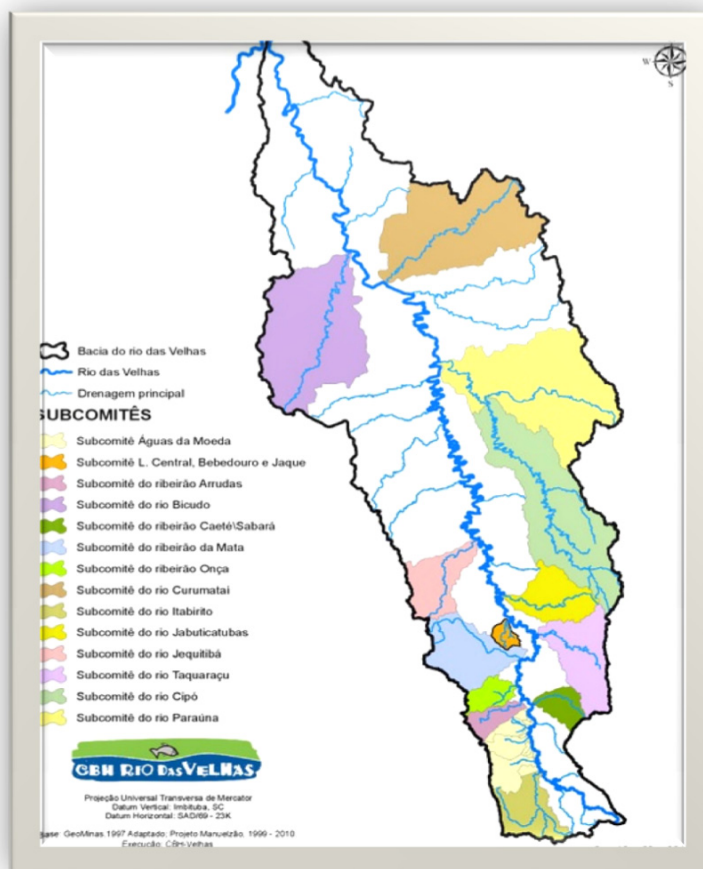 W
S
Bacia do rio das Velhas
Rio das Velhas
Drenagem principal
SUBCOMITÊS
Subcomitê Águas da Moeda
Subcomitê L. Central, Bebedouro e Jaque
Subcomitê do ribeirão Arrudas
Subcomitê do rio Bicudo
Subcomitê do ribeirão Caeté\Sabará
Subcomitê do ribeirão da Mata
Subcomitê do ribeirão Onça
Subcomitê do rio Curumatai
Subcomitê do rio Itabirito
Subcomitê do rio Jabuticatubas
Subcomitê do rio Jequitibá
Subcomitê do rio Taquaraçu
Subcomitê do rio Cipó
Subcomitê do rio Paraúna
CBH RIO DAS VELHAS
Projeção Universal Transversa de Mercator
Datum Vertical: Imbituba, SC
Datum Horizontal: SAD/69 - 23K
Base: GeoMinas.1997 Adaptado: Projeto Manuelzão, 1999 - 2010
Execução: CBH-Velhas